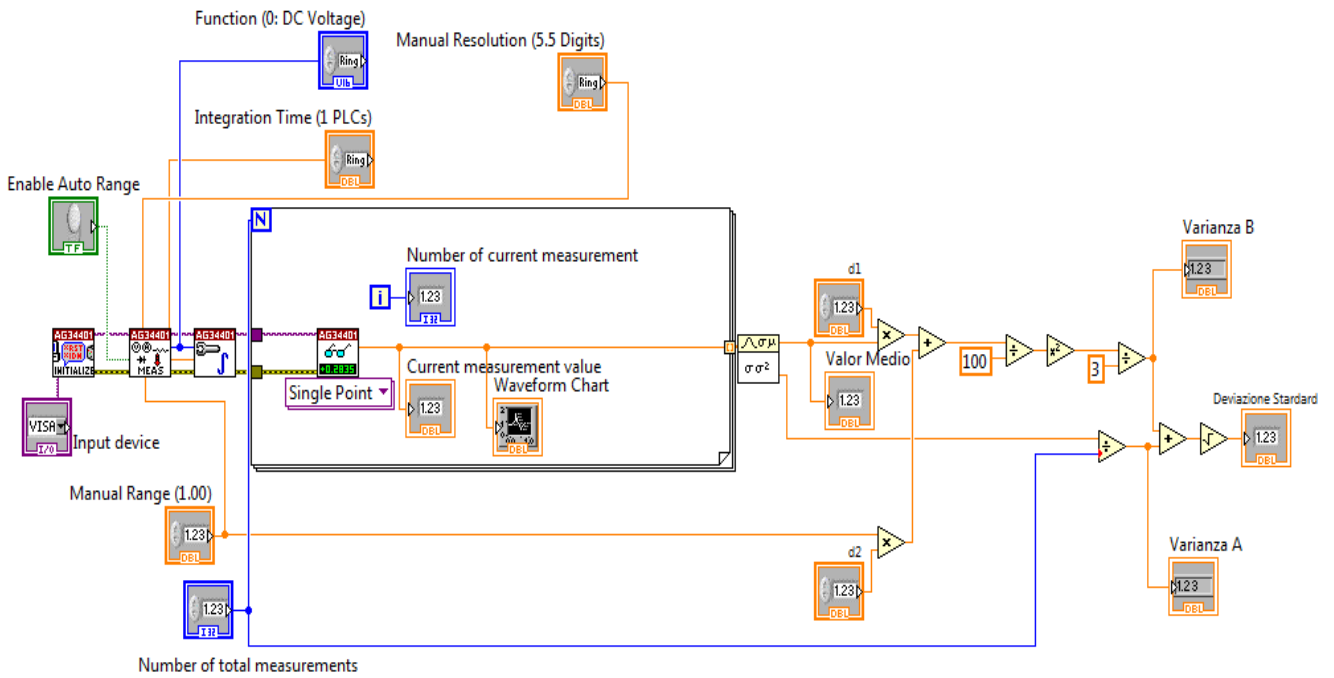 Function (0: DC Voltage)
Ring
UIb
Manual Resolution (5.5 Digits)
Ring
DBL
Integration Time (1 PLCs)
Ring
DBL
Enable Auto Range
TF
N
Number of current measurement
1.23
I32
i
AG34401
INITIALIZE
AG34401
MEAS
AG34401
AG34401
+0.2835
Single Point
Current measurement value
1.23
DBL
Waveform Chart
DBL
VISA
I/O
Input device
Manual Range (1.00)
1.23
DBL
1.23
I32
Number of total measurements
σμ
σσ²
d1
1.23
DBL
Valor Medio
1.23
DBL
×
+
100
÷
x²
3
÷
Varianza B
1.23
DBL
÷
+
√
Deviazione Stardard
1.23
DBL
d2
1.23
DBL
×
Varianza A
1.23
DBL